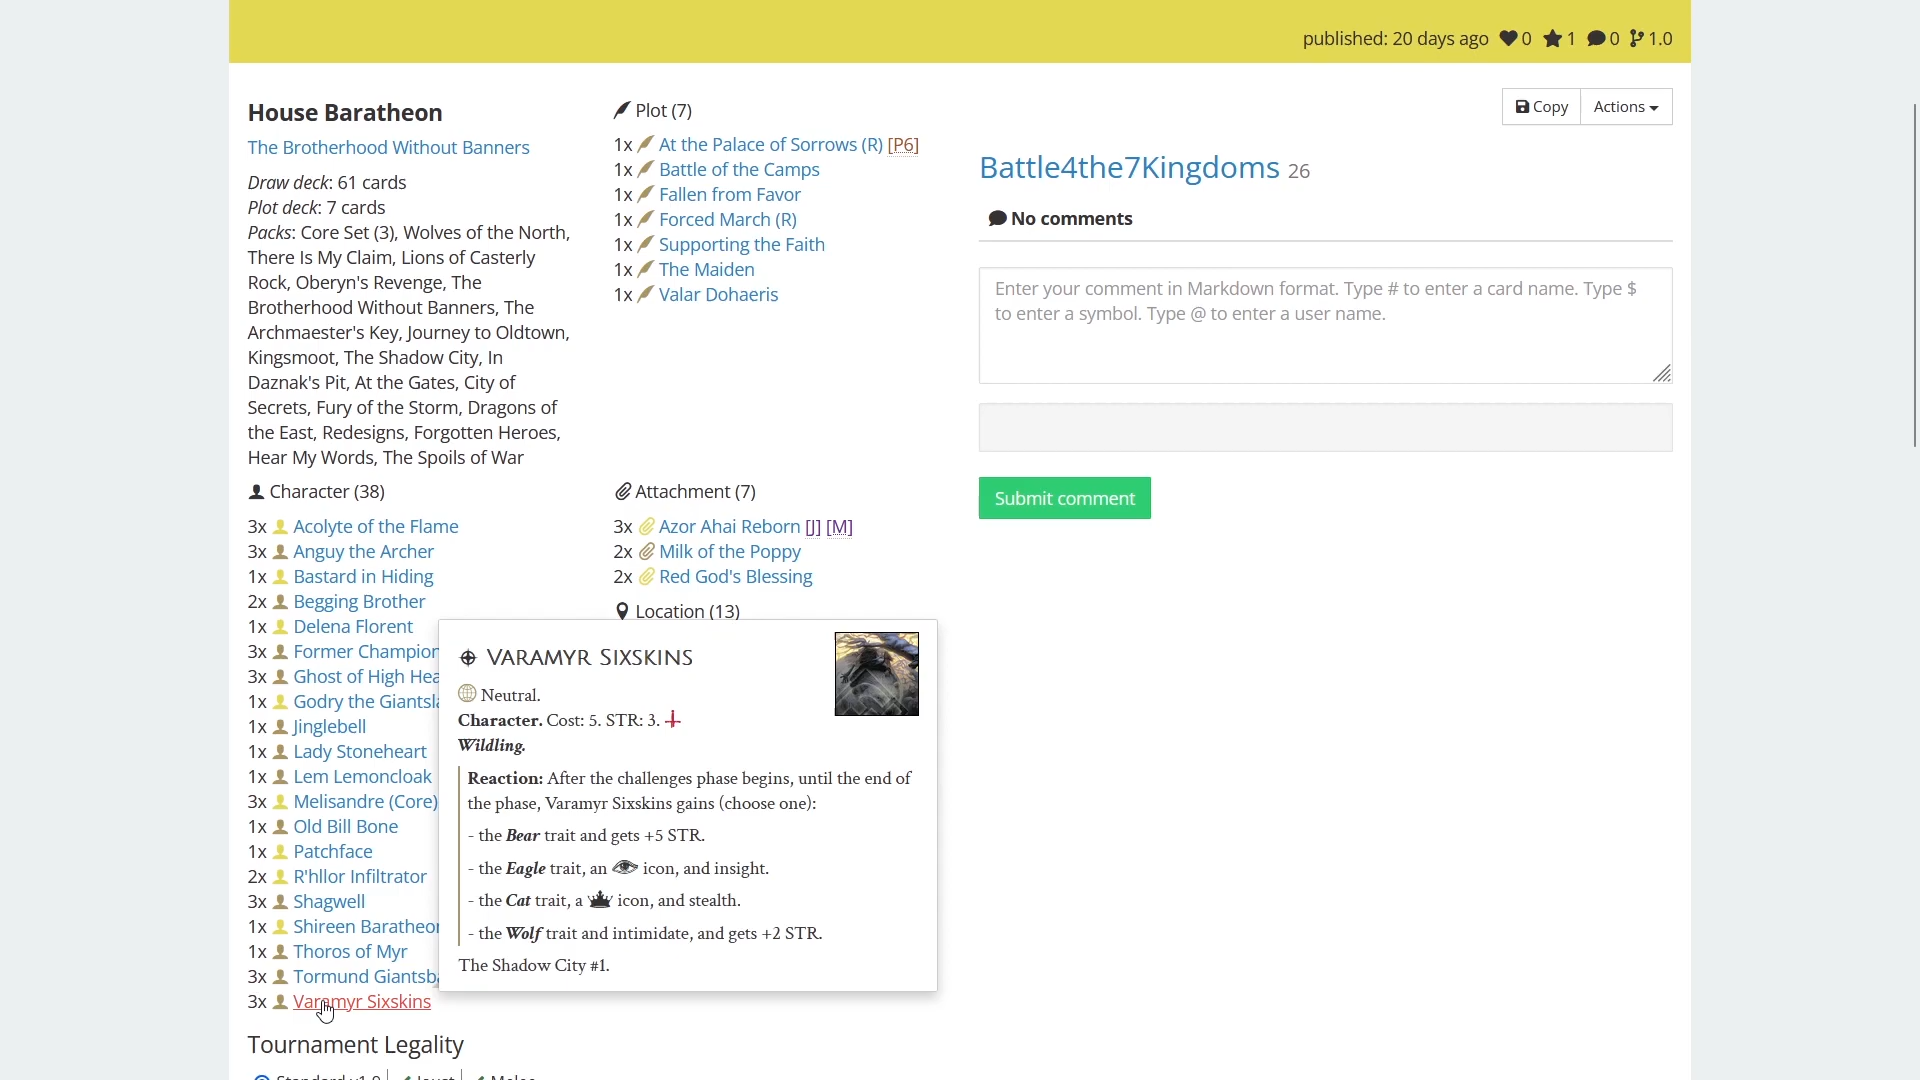 published: 20 days ago 0 1 0 1.0
House Baratheon
The Brotherhood Without Banners
Draw deck: 61 cards
Plot deck: 7 cards
Packs: Core Set (3), Wolves of the North,
There Is My Claim, Lions of Casterly
Rock, Oberyn's Revenge, The
Brotherhood Without Banners, The
Archmaester's Key, Journey to Oldtown,
Kingsmoot, The Shadow City, In
Daznak's Pit, At the Gates, City of
Secrets, Fury of the Storm, Dragons of
the East, Redesigns, Forgotten Heroes,
Hear My Words, The Spoils of War
Plot (7)
1x At the Palace of Sorrows (R) [P6]
1x Battle of the Camps
1x Fallen from Favor
1x Forced March (R)
1x Supporting the Faith
1x The Maiden
1x Valar Dohaeris
Copy
Actions
Battle4the7Kingdoms 26
No comments
Enter your comment in Markdown format. Type # to enter a card name. Type $
to enter a symbol. Type @ to enter a user name.
Submit comment
Character (38)
3x Acolyte of the Flame
3x Anguy the Archer
1x Bastard in Hiding
2x Begging Brother
1x Delena Florent
3x Former Champion
3x Ghost of High Hea
1x Godry the Giantsla
1x Jinglebell
1x Lady Stoneheart
1x Lem Lemoncloak
3x Melisandre (Core)
1x Old Bill Bone
1x Patchface
2x R'hllor Infiltrator
3x Shagwell
1x Shireen Baratheon
1x Thoros of Myr
3x Tormund Giantsba
3x Varamyr Sixskins
Attachment (7)
3x Azor Ahai Reborn [J] [M]
2x Milk of the Poppy
2x Red God's Blessing
Location (13)
VARAMYR SIXSKINS
Neutral.
Character. Cost: 5. STR: 3.
Wildling.
Reaction: After the challenges phase begins, until the end of
the phase, Varamyr Sixskins gains (choose one):
- the Bear trait and gets +5 STR.
- the Eagle trait, an icon, and insight.
- the Cat trait, a icon, and stealth.
- the Wolf trait and intimidate, and gets +2 STR.
The Shadow City #1.
Tournament Legality
Standard v1.0 Joust Melee